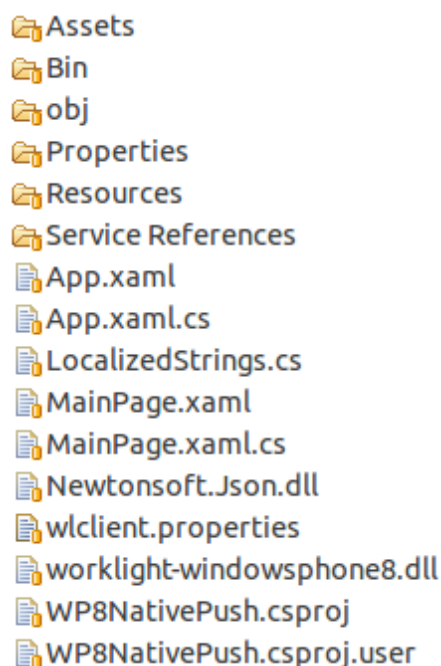 Assets
Bin
obj
Properties
Resources
Service References
App.xaml
App.xaml.cs
LocalizedStrings.cs
MainPage.xaml
MainPage.xaml.cs
Newtonsoft.Json.dll
wlclient.properties
worklight-windowsphone8.dll
WP8NativePush.csproj
WP8NativePush.csproj.user